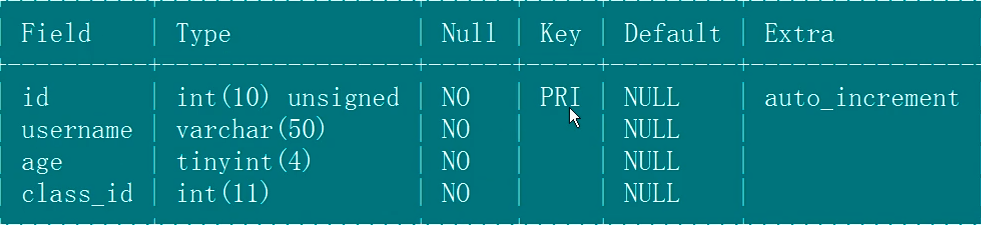 Field | Type | Null | Key | Default | Extra
id | int(10) unsigned | NO | PRI | NULL | auto_increment
username | varchar(50) | NO | | NULL |
age | tinyint(4) | NO | | NULL |
class_id | int(11) | NO | | NULL |